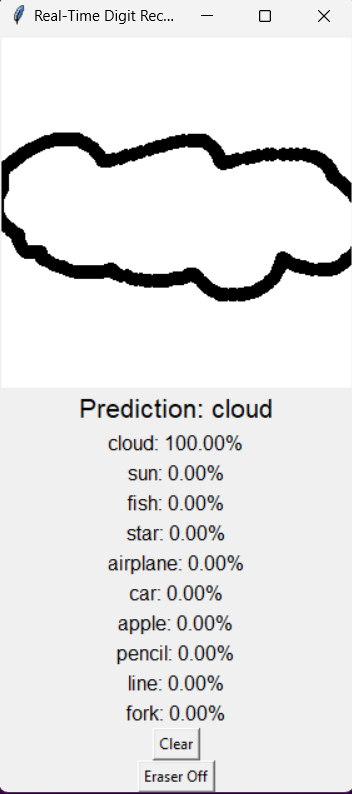 Real-Time Digit Rec...
Prediction: cloud
cloud: 100.00%
sun: 0.00%
fish: 0.00%
star: 0.00%
airplane: 0.00%
car: 0.00%
apple: 0.00%
pencil: 0.00%
line: 0.00%
fork: 0.00%
Clear
Eraser Off